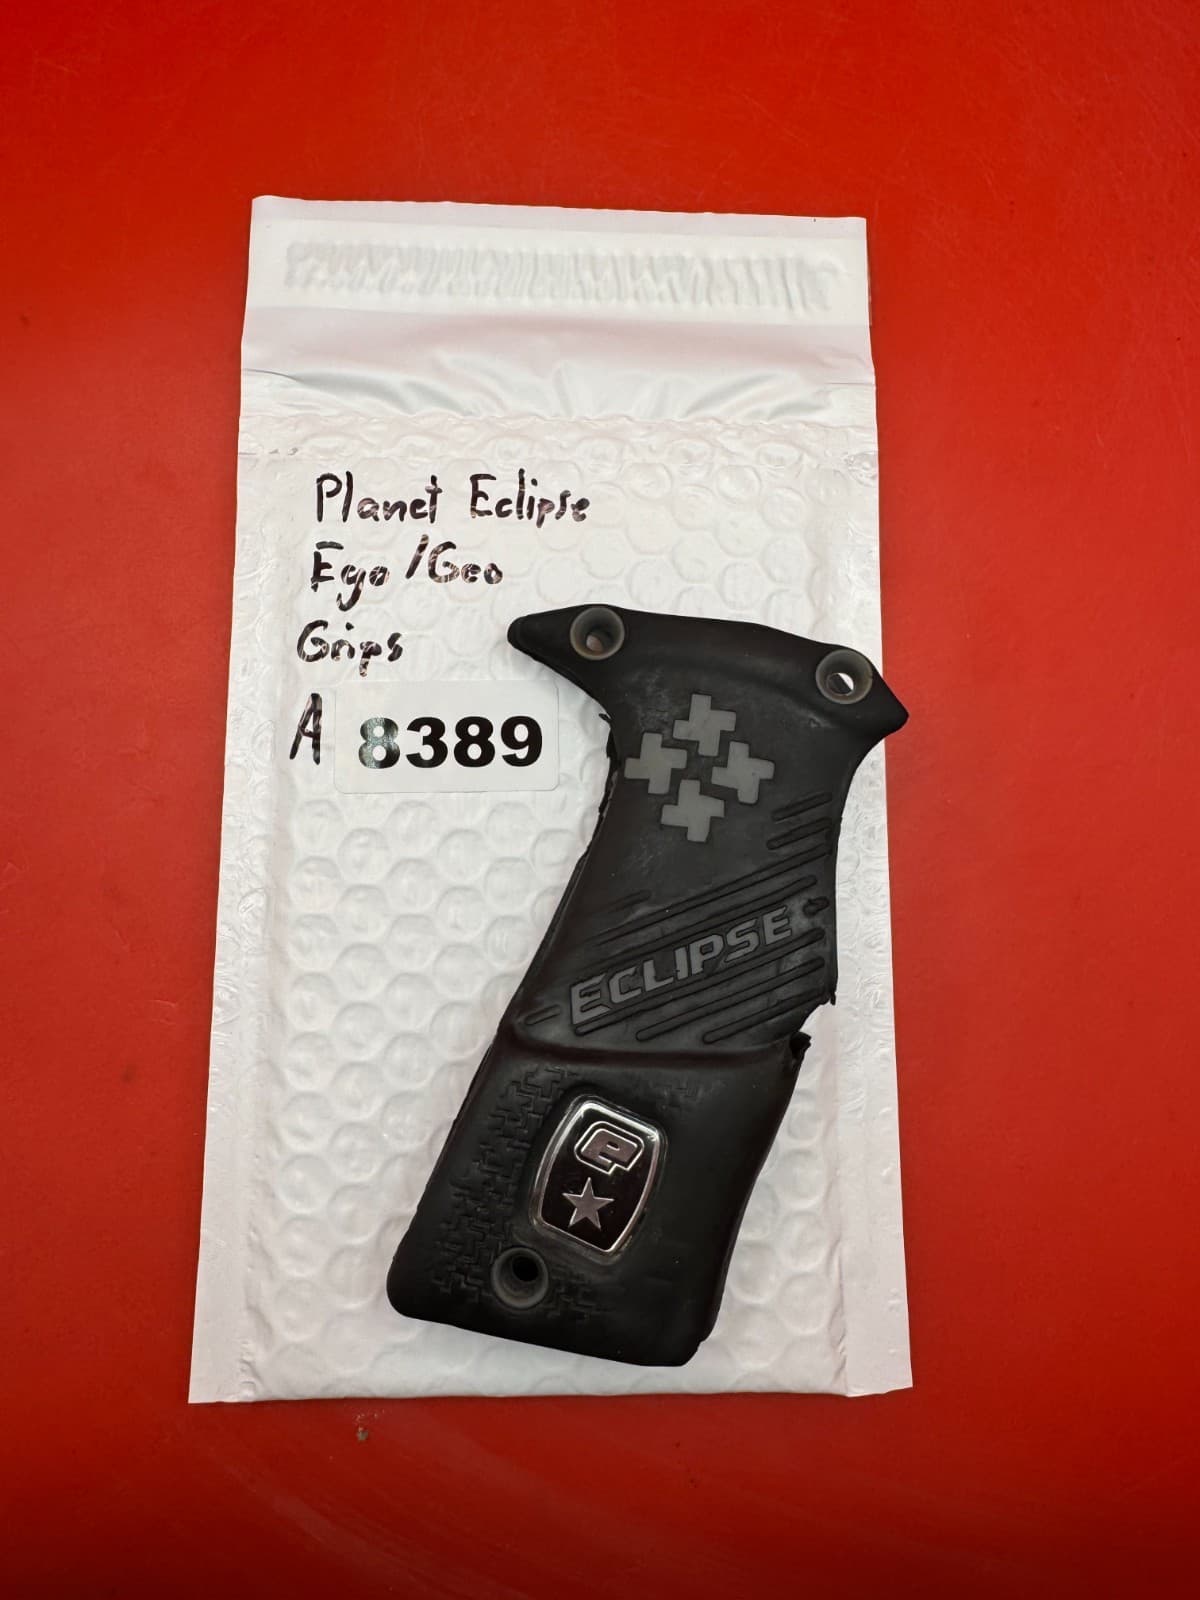 Planet Eclipse
Ego/Geo
Grips
A 8389
ECLIPSE
e